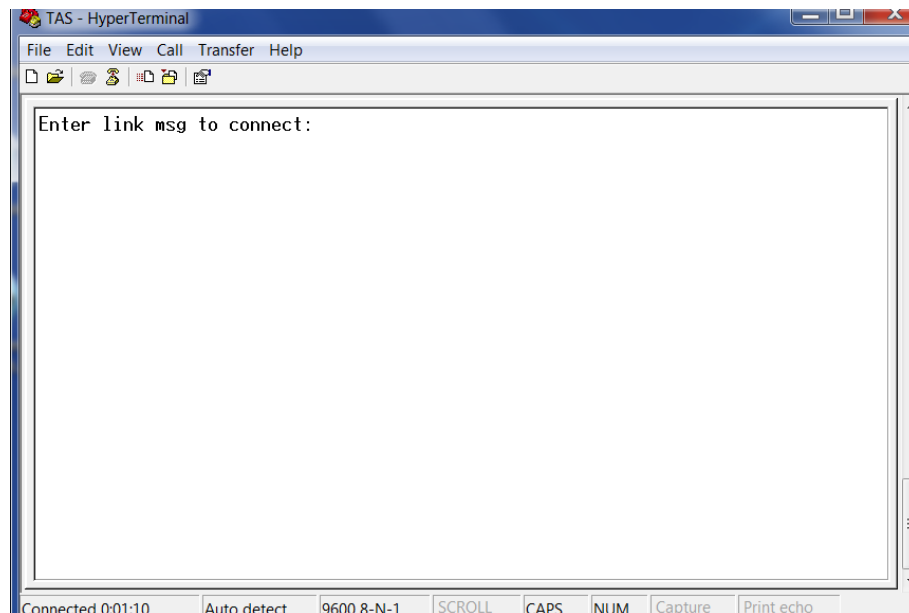 TAS - HyperTerminal
File Edit View Call Transfer Help
Enter link msg to connect:
Connected 0:01:10 Auto detect 9600 8-N-1 SCROLL CAPS NUM Capture Print echo